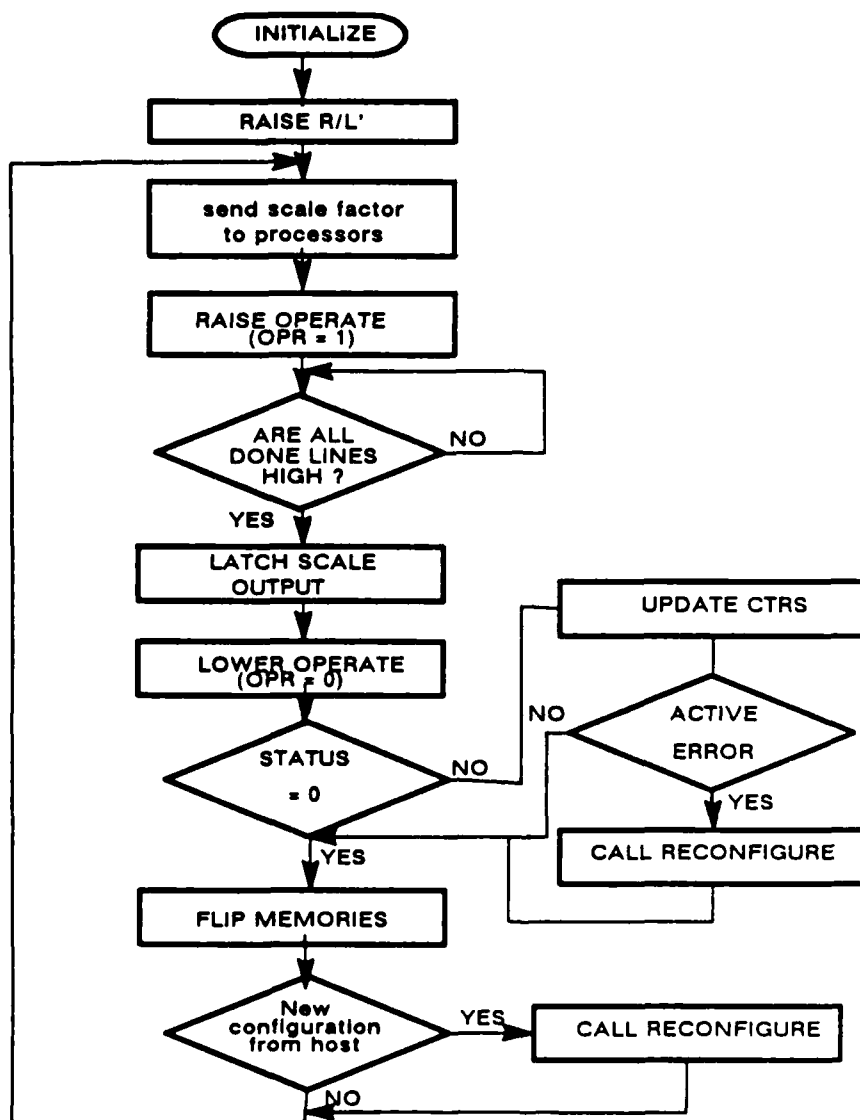 INITIALIZE
RAISE R/L'
send scale factor
to processors
RAISE OPERATE
(OPR = 1)
ARE ALL
DONE LINES
HIGH ?
NO
YES
LATCH SCALE
OUTPUT
LOWER OPERATE
(OPR = 0)
STATUS
= 0
NO
YES
UPDATE CTRS
ACTIVE
ERROR
NO
YES
CALL RECONFIGURE
FLIP MEMORIES
New
configuration
from host
YES
CALL RECONFIGURE
NO